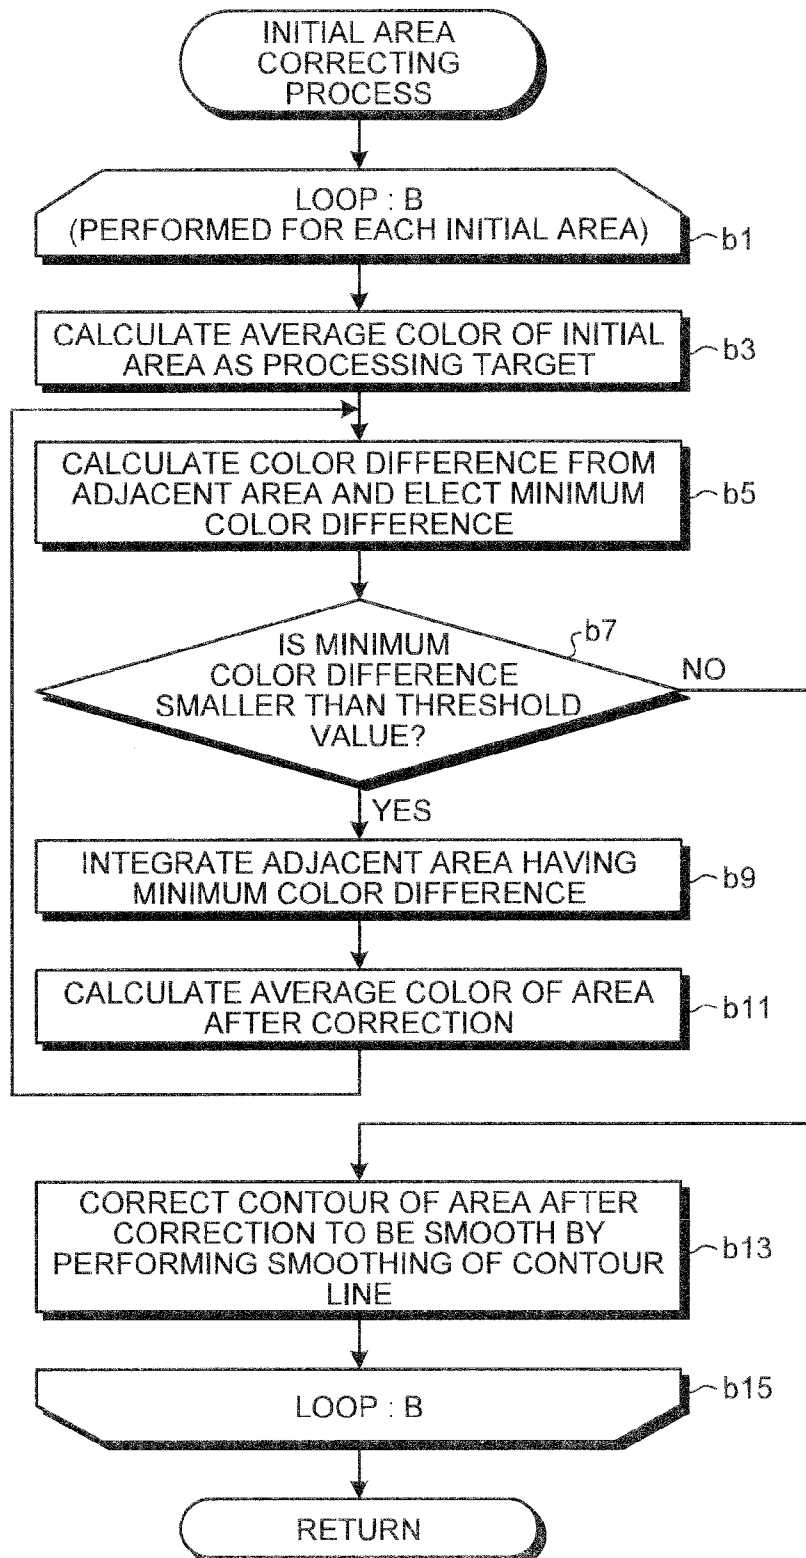 INITIAL AREA
CORRECTING
PROCESS
LOOP : B
(PERFORMED FOR EACH INITIAL AREA)
b1
CALCULATE AVERAGE COLOR OF INITIAL
AREA AS PROCESSING TARGET
b3
CALCULATE COLOR DIFFERENCE FROM
ADJACENT AREA AND ELECT MINIMUM
COLOR DIFFERENCE
b5
IS MINIMUM
COLOR DIFFERENCE
SMALLER THAN THRESHOLD
VALUE?
b7
NO
YES
INTEGRATE ADJACENT AREA HAVING
MINIMUM COLOR DIFFERENCE
b9
CALCULATE AVERAGE COLOR OF AREA
AFTER CORRECTION
b11
CORRECT CONTOUR OF AREA AFTER
CORRECTION TO BE SMOOTH BY
PERFORMING SMOOTHING OF CONTOUR
LINE
b13
LOOP : B
b15
RETURN